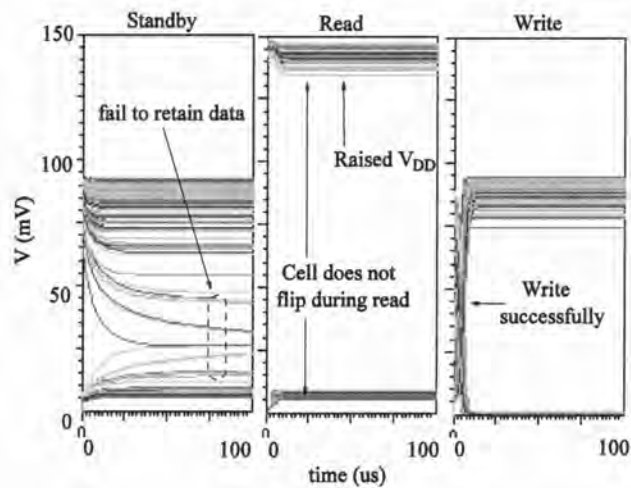 Standby
Read
Write
150
100
50
0
V (mV)
fail to retain data
Raised VDD
Cell does not
flip during read
Write
successfully
0
100
0
100
0
100
time (us)